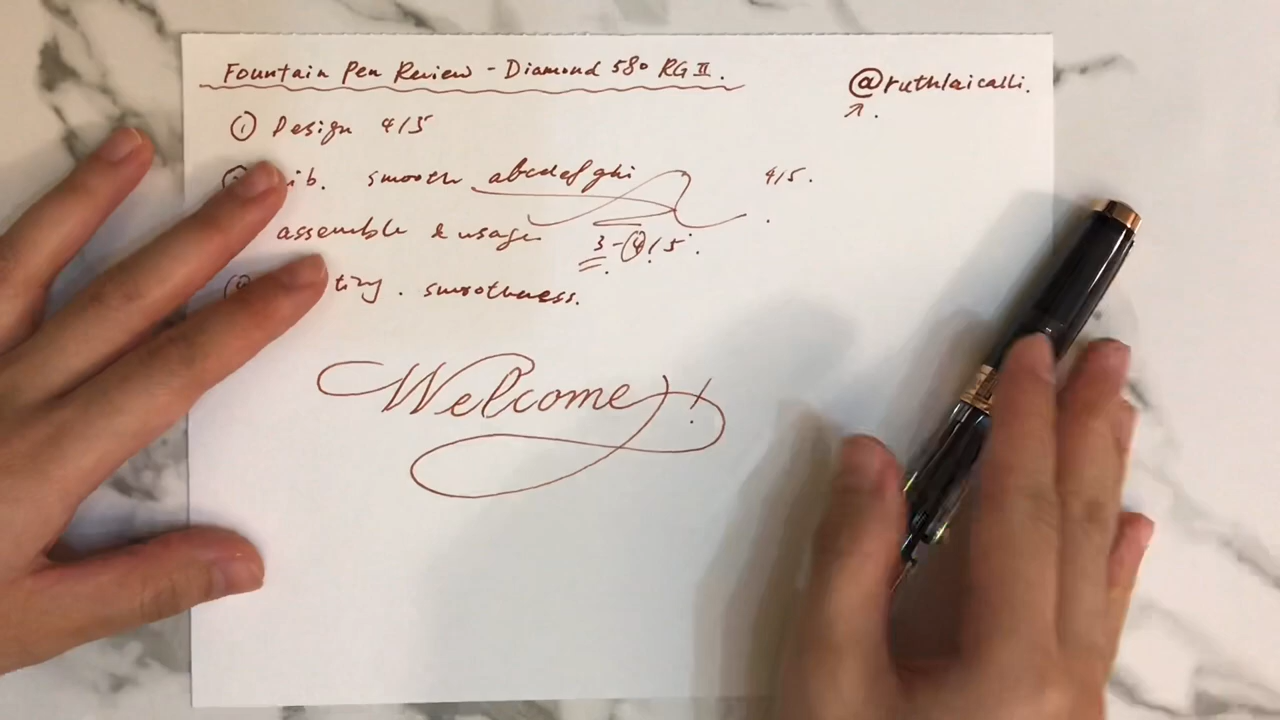 Fountain Pen Review - Diamond 580 RG II.
@ruthlaicalli.
① Design 4/5
smooth abcdefghi 4/5.
assemble & usage 3-4/5.
smoothness.
Welcome!